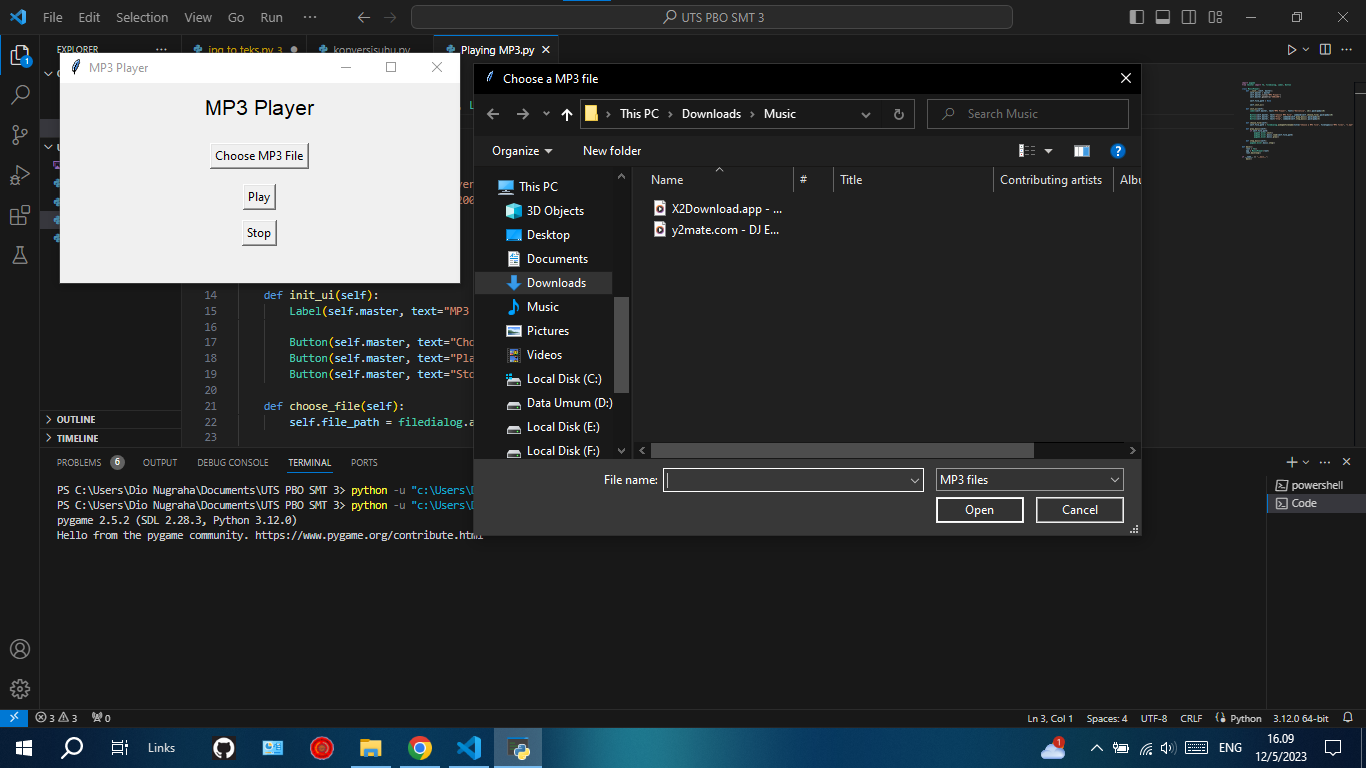 File Edit Selection View Go Run ···
UTS PBO SMT 3
EXPLORER
ing to teks.py 3
konversisuhu.py
Playing MP3.py
MP3 Player
MP3 Player
Choose MP3 File
Play
Stop
Choose a MP3 file
This PC > Downloads > Music
Search Music
Organize New folder
This PC
3D Objects
Desktop
Documents
Downloads
Music
Pictures
Videos
Local Disk (C:)
Data Umum (D:)
Local Disk (E:)
Local Disk (F:)
Name # Title Contributing artists Albu
X2Download.app - ...
y2mate.com - DJ E...
File name: MP3 files
Open Cancel
14 def init_ui(self):
15 Label(self.master, text="MP3
16
17 Button(self.master, text="Cho
18 Button(self.master, text="Pla
19 Button(self.master, text="Sto
20
21 def choose_file(self):
22 self.file_path = filedialog.a
23
OUTLINE
TIMELINE
PROBLEMS 6 OUTPUT DEBUG CONSOLE TERMINAL PORTS
PS C:\Users\Dio Nugraha\Documents\UTS PBO SMT 3> python -u "c:\Users\D
PS C:\Users\Dio Nugraha\Documents\UTS PBO SMT 3> python -u "c:\Users\D
pygame 2.5.2 (SDL 2.28.3, Python 3.12.0)
Hello from the pygame community. https://www.pygame.org/contribute.html
powershell
Code
3 3 0
Ln 3, Col 1 Spaces: 4 UTF-8 CRLF Python 3.12.0 64-bit
Links
1
ENG
16.09
12/5/2023